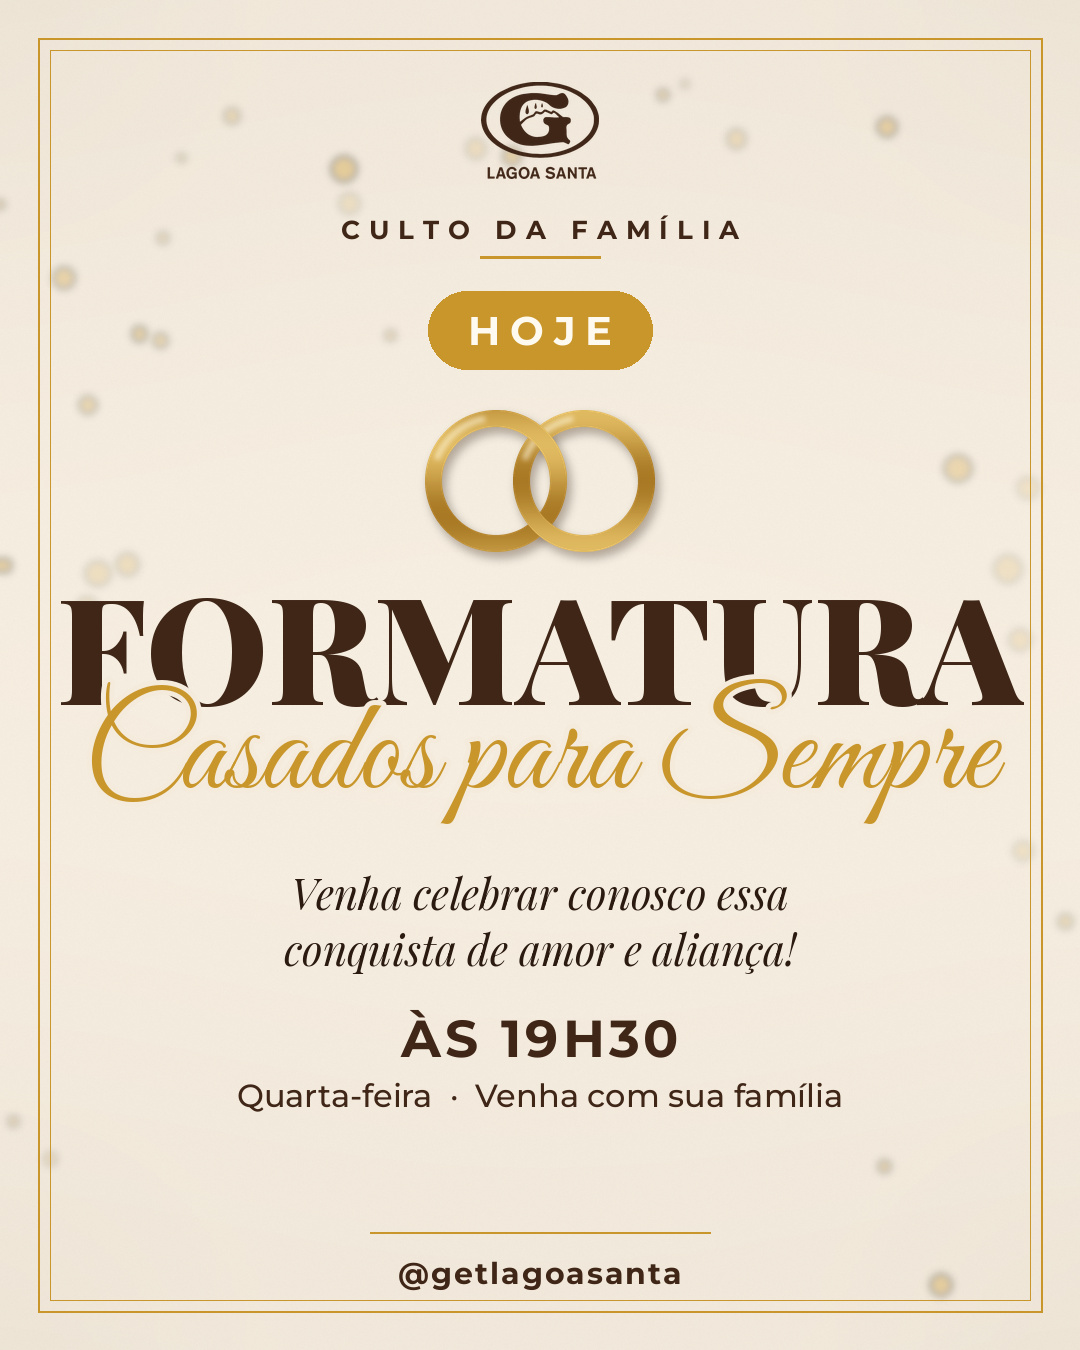 G
LAGOA SANTA
CULTO DA FAMÍLIA
HOJE
FORMATURA
Casados para Sempre
Venha celebrar conosco essa
conquista de amor e aliança!
ÀS 19H30
Quarta-feira · Venha com sua família
@getlagoasanta